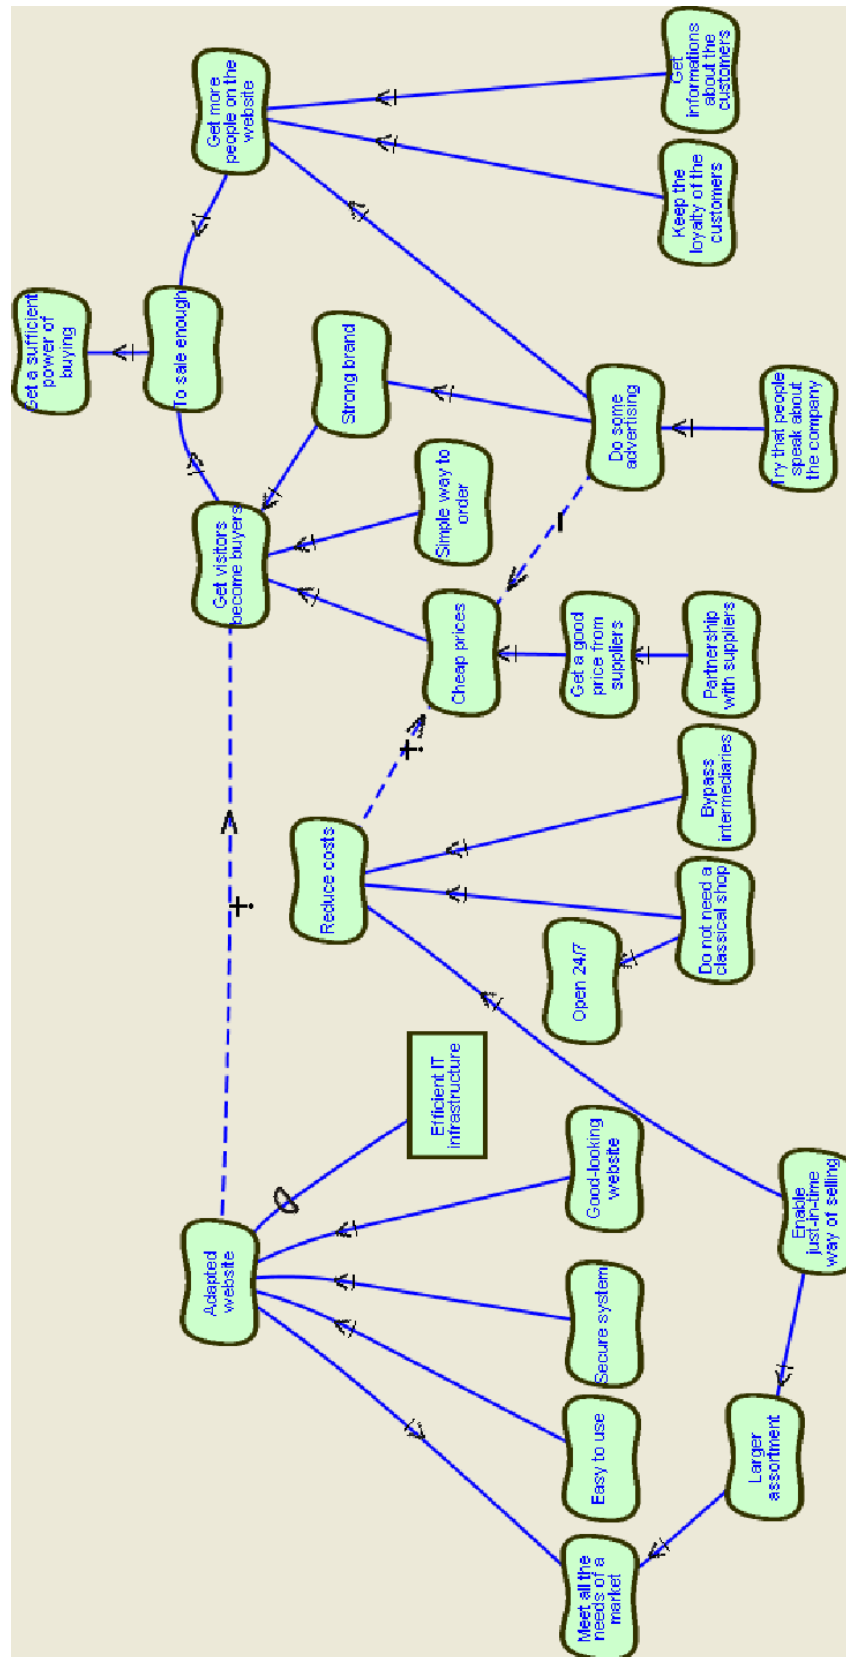 Get a sufficient
power of
buying
To sale enough
Adapted
website
+
Get visitors
become buyers
Get more
people on the
website
Reduce costs
+
Strong brand
Efficient IT
infrastructure
Cheap prices
-
Simple way to
order
Meet all the
needs of a
market
Easy to use
Secure system
Good-looking
website
Open 24/7
Get a good
price from
suppliers
Do some
advertising
Do not need a
classical shop
Bypass
intermediaries
Partnership
with suppliers
Keep the
loyalty of the
customers
Get
informations
about the
customers
Larger
assortment
Enable
just-in-time
way of selling
Try that people
speak about
the company